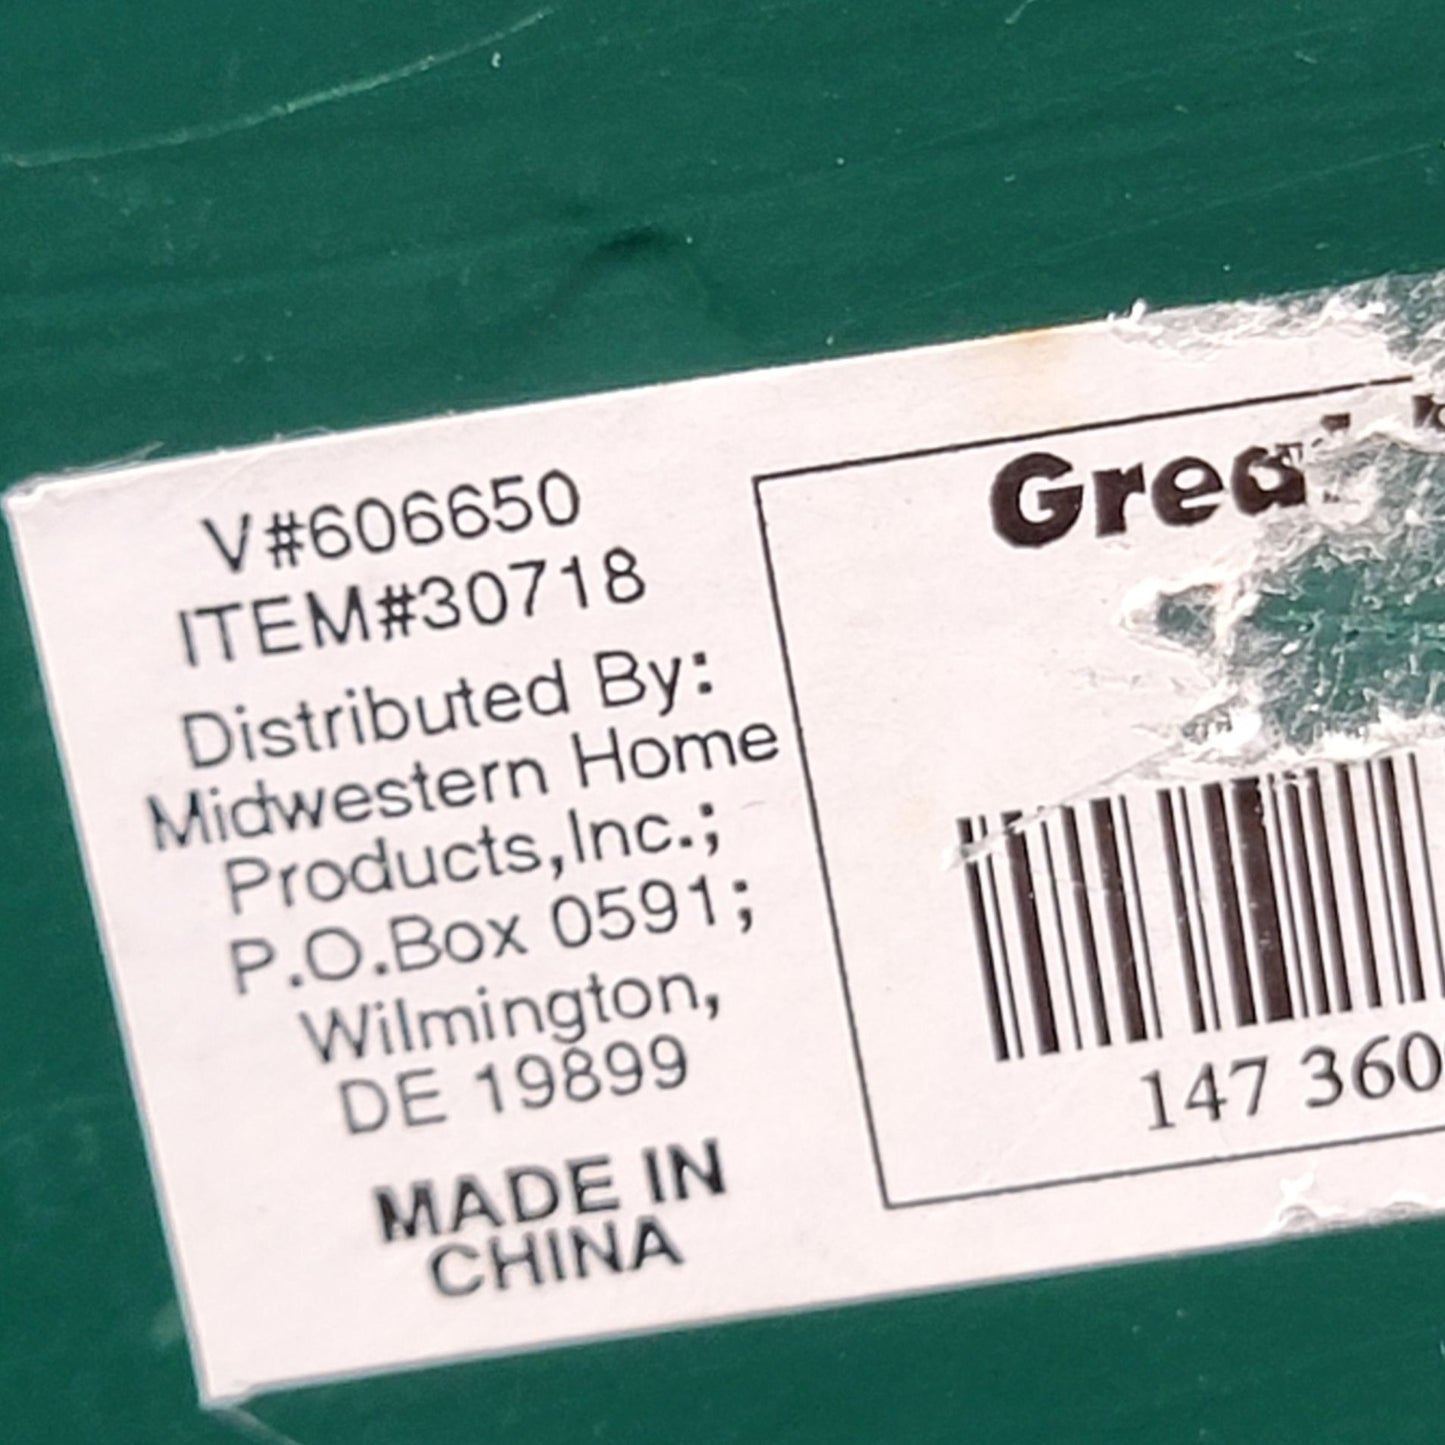 V#606650
ITEM#30718
Distributed By:
Midwestern Home
Products,Inc.;
P.O.Box 0591;
Wilmington,
DE 19899
MADE IN
CHINA
147 360